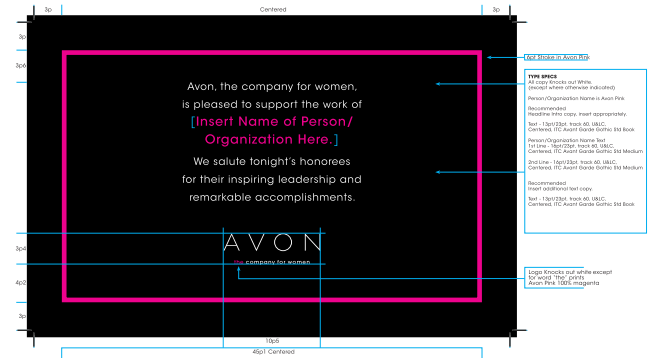 3p
Centered
3p
3p
3p6
3p4
4p2
3p
Avon, the company for women,
is pleased to support the work of
[Insert Name of Person/
Organization Here.]
We salute tonight's honorees
for their inspiring leadership and
remarkable accomplishments.
AVON
the company for women
10p5
45p1 Centered
6pt Stroke in Avon Pink
TYPE SPECS
All copy Knocks out White.
(except where otherwise indicated)
Person/Organization Name is Avon Pink
Recommended
Headline Intro copy, Insert appropriately.
Text - 13pt/23pt, track 60, U&LC,
Centered, ITC Avant Garde Gothic Std Book
Person/Organization Name Text
1st Line - 16pt/23pt, track 60, U&LC,
Centered, ITC Avant Garde Gothic Std Medium
2nd Line - 16pt/23pt, track 60, U&LC,
Centered, ITC Avant Garde Gothic Std Medium
Recommended
Insert additional text copy.
Text - 13pt/23pt, track 60, U&LC,
Centered, ITC Avant Garde Gothic Std Book
Logo Knocks out white except
for word "the" prints
Avon Pink 100% magenta